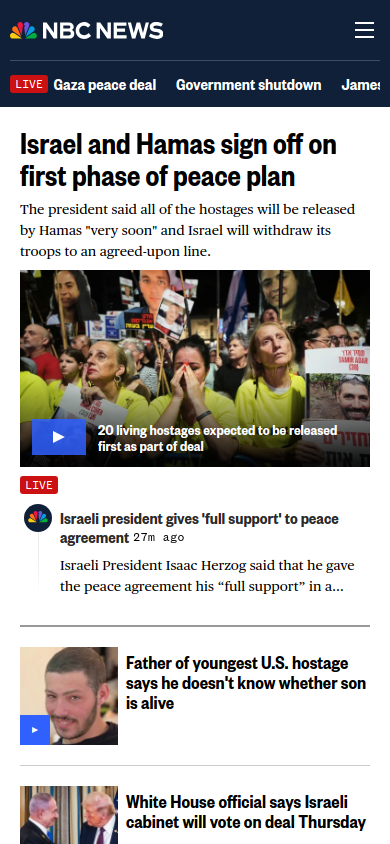 NBC NEWS
LIVE Gaza peace deal Government shutdown James
Israel and Hamas sign off on
first phase of peace plan
The president said all of the hostages will be released
by Hamas "very soon" and Israel will withdraw its
troops to an agreed-upon line.
20 living hostages expected to be released
first as part of deal
LIVE
Israeli president gives 'full support' to peace
agreement 27m ago
Israeli President Isaac Herzog said that he gave
the peace agreement his “full support” in a...
Father of youngest U.S. hostage
says he doesn't know whether son
is alive
White House official says Israeli
cabinet will vote on deal Thursday